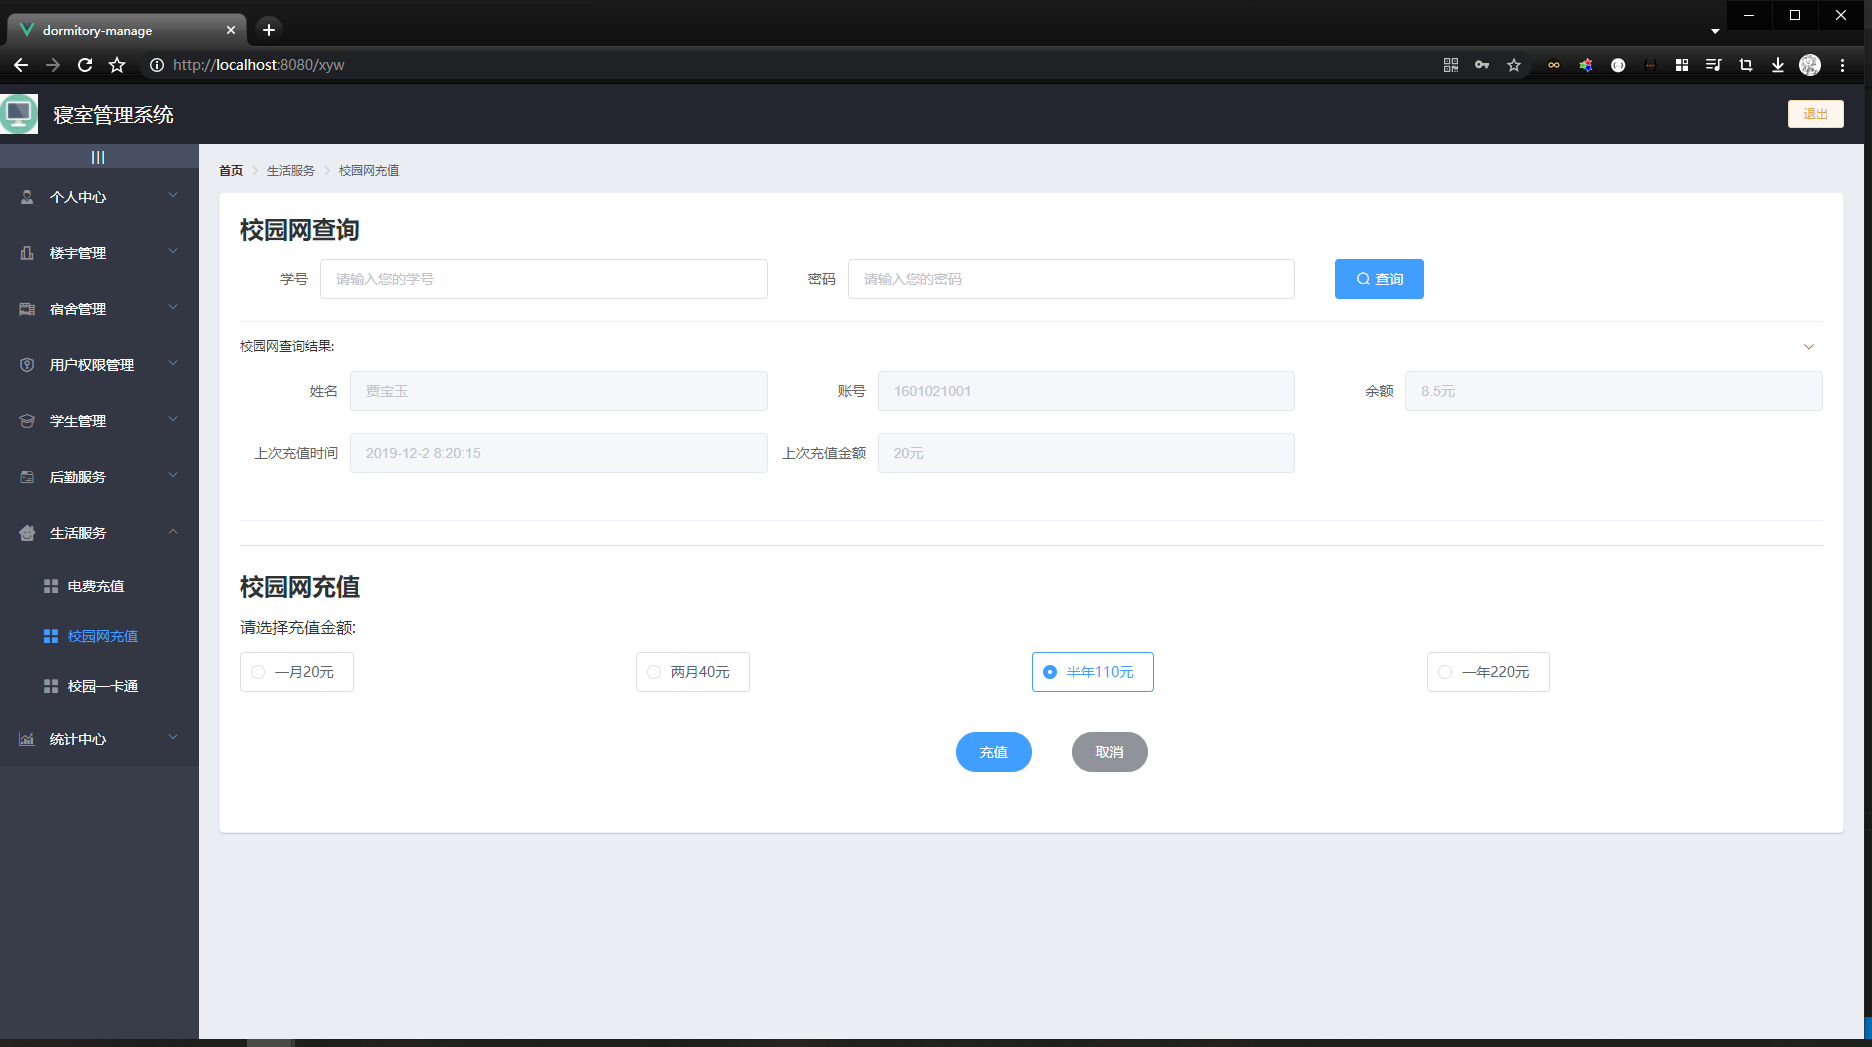 dormitory-manage
http://localhost:8080/xyw
寝室管理系统
退出
|||
首页 生活服务 校园网充值
个人中心
楼宇管理
宿舍管理
用户权限管理
学生管理
后勤服务
生活服务
电费充值
校园网充值
校园一卡通
统计中心
校园网查询
学号 请输入您的学号 密码 请输入您的密码 查询
校园网查询结果:
姓名 贾宝玉 账号 1601021001 余额 8.5元
上次充值时间 2019-12-2 8:20:15 上次充值金额 20元
校园网充值
请选择充值金额:
一月20元 两月40元 半年110元 一年220元
充值 取消